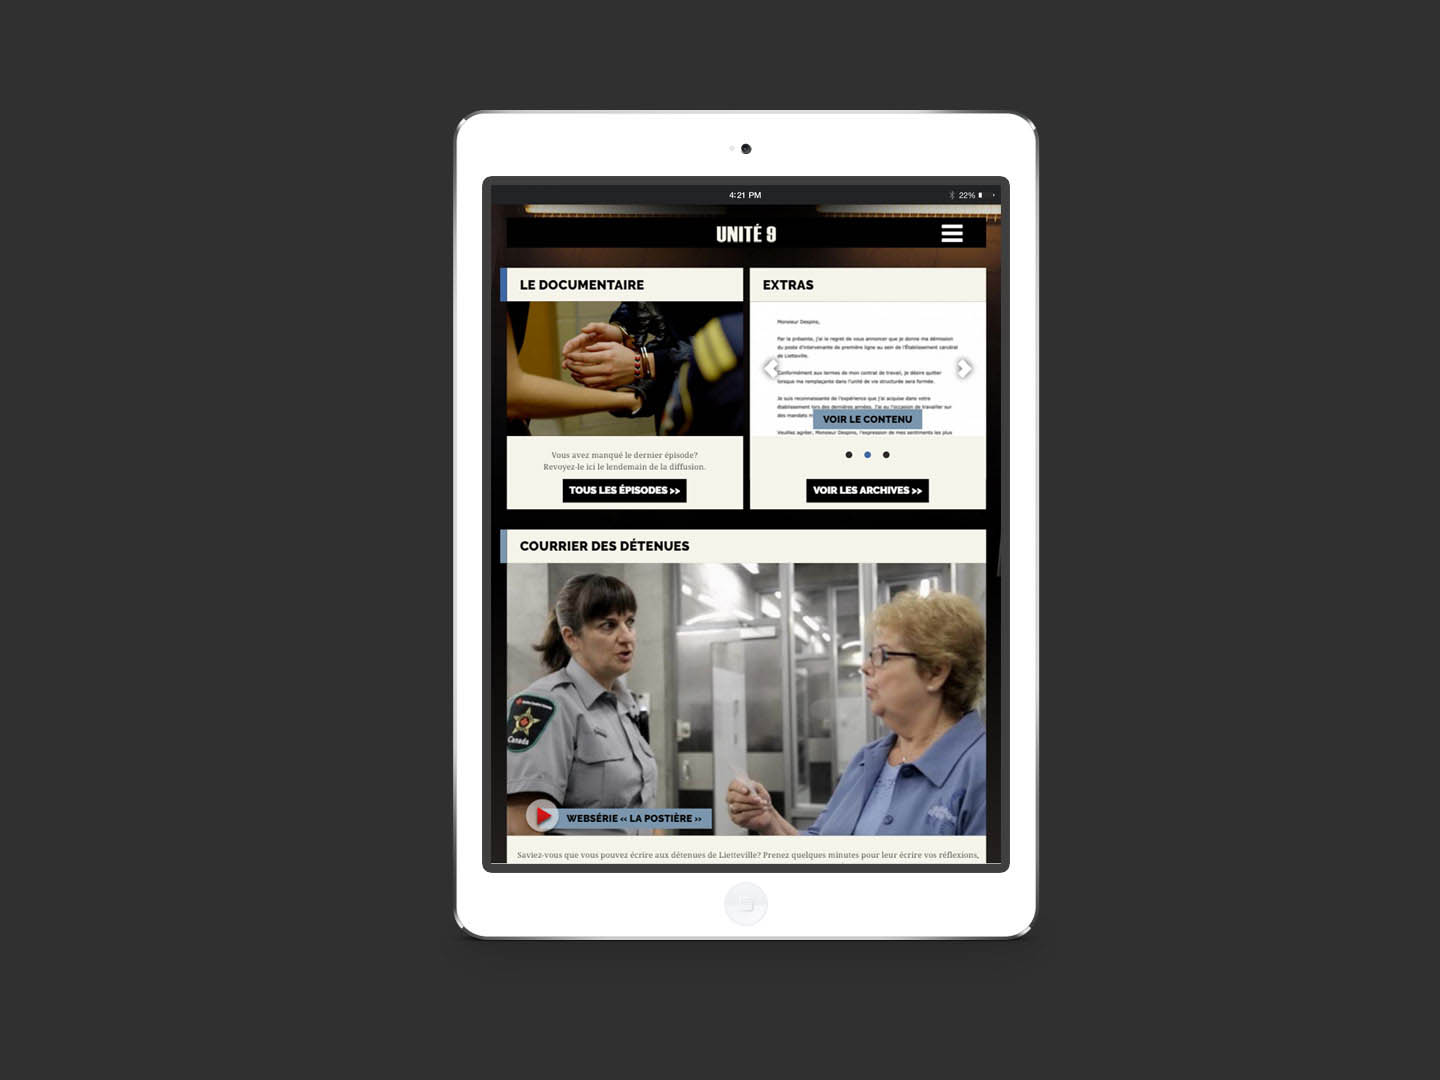 4:21 PM
22%
UNITÉ 9
LE DOCUMENTAIRE
Vous avez manqué le dernier épisode?
Revoyez-le ici le lendemain de la diffusion.
TOUS LES ÉPISODES >>
EXTRAS
Monsieur Despins,
Par la présente, j'ai le regret de vous annoncer que je donne ma démission
du poste d'intervenante de première ligne au sein de l'Établissement carcéral
de Lietteville.
Conformément aux termes de mon contrat de travail, je désire quitter
lorsque ma remplaçante dans l'unité de vie structurée sera formée.
Je suis reconnaissante de l'expérience que j'ai acquise dans votre
établissement lors des dernières années. J'ai eu l'occasion de travailler sur
des mandats
VOIR LE CONTENU
Veuillez agréer, Monsieur Despins, l'expression de mes sentiments les plus
VOIR LES ARCHIVES >>
COURRIER DES DÉTENUES
Canada
WEBSÉRIE « LA POSTIÈRE »
Saviez-vous que vous pouvez écrire aux détenues de Lietteville? Prenez quelques minutes pour leur écrire vos réflexions,